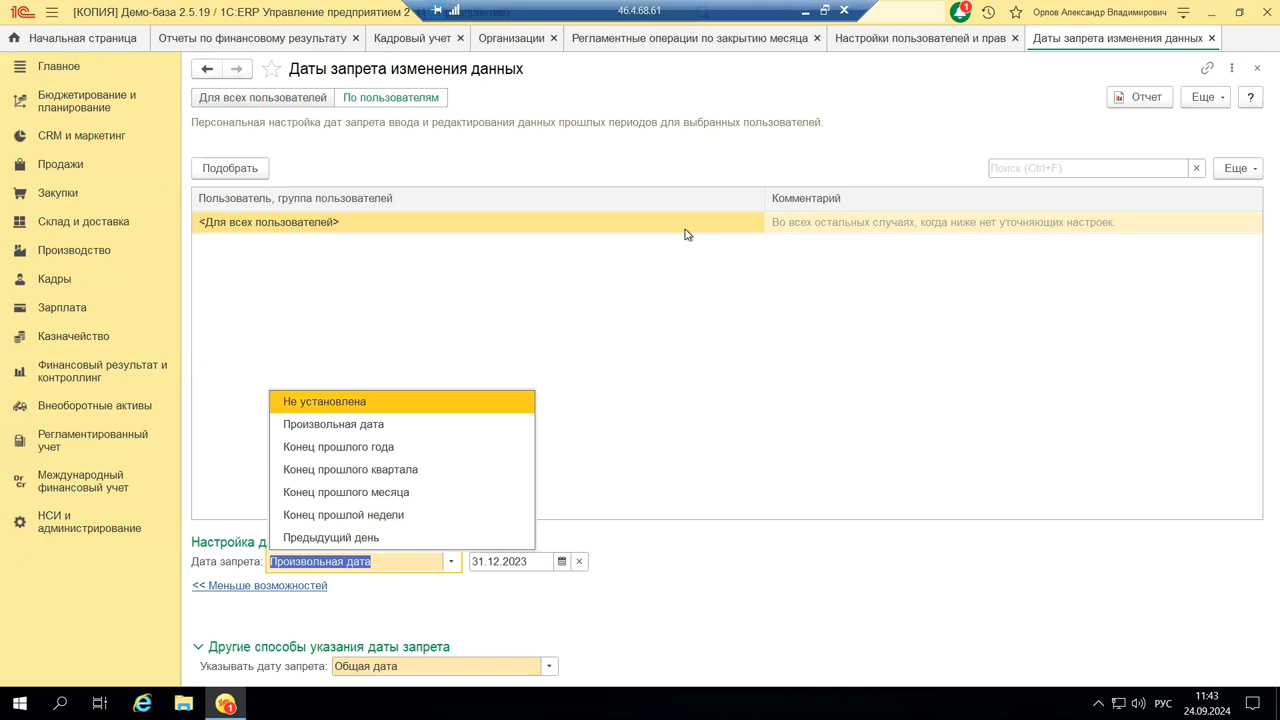 [КОПИЯ] Демо-база 2.5.19 / 1С:ERP Управление предприятием 2
46.4.68.61
1
Орлов Александр Владимирович
Начальная страница
Отчеты по финансовому результату
Кадровый учет
Организации
Регламентные операции по закрытию месяца
Настройки пользователей и прав
Даты запрета изменения данных
Главное
Бюджетирование и
планирование
CRM и маркетинг
Продажи
Закупки
Склад и доставка
Производство
Кадры
Зарплата
Казначейство
Финансовый результат и
контроллинг
Внеоборотные активы
Регламентированный
учет
Международный
финансовый учет
НСИ и
администрирование
Даты запрета изменения данных
Для всех пользователей
По пользователям
Отчет
Еще
?
Персональная настройка дат запрета ввода и редактирования данных прошлых периодов для выбранных пользователей.
Подобрать
Поиск (Ctrl+F)
Еще
Пользователь, группа пользователей
Комментарий
<Для всех пользователей>
Во всех остальных случаях, когда ниже нет уточняющих настроек.
Не установлена
Произвольная дата
Конец прошлого года
Конец прошлого квартала
Конец прошлого месяца
Конец прошлой недели
Предыдущий день
Настройка д
Дата запрета: Произвольная дата 31.12.2023
<< Меньше возможностей
Другие способы указания даты запрета
Указывать дату запрета: Общая дата
1
РУС
11:43
24.09.2024